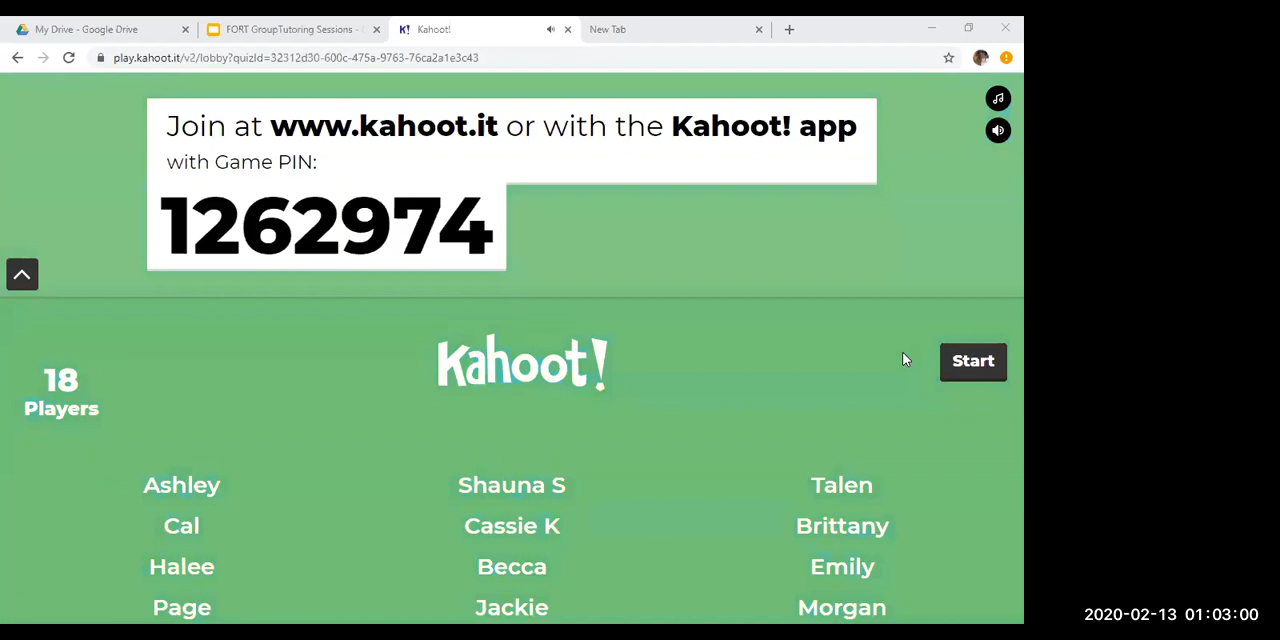 My Drive - Google Drive
FORT GroupTutoring Sessions -
K! Kahoot!
New Tab
play.kahoot.it/v2/lobby?quizId=32312d30-600c-475a-9763-76ca2a1e3c43
Join at www.kahoot.it or with the Kahoot! app
with Game PIN:
1262974
Kahoot!
Start
18
Players
Ashley Shauna S Talen
Cal Cassie K Brittany
Halee Becca Emily
Page Jackie Morgan
2020-02-13 01:03:00